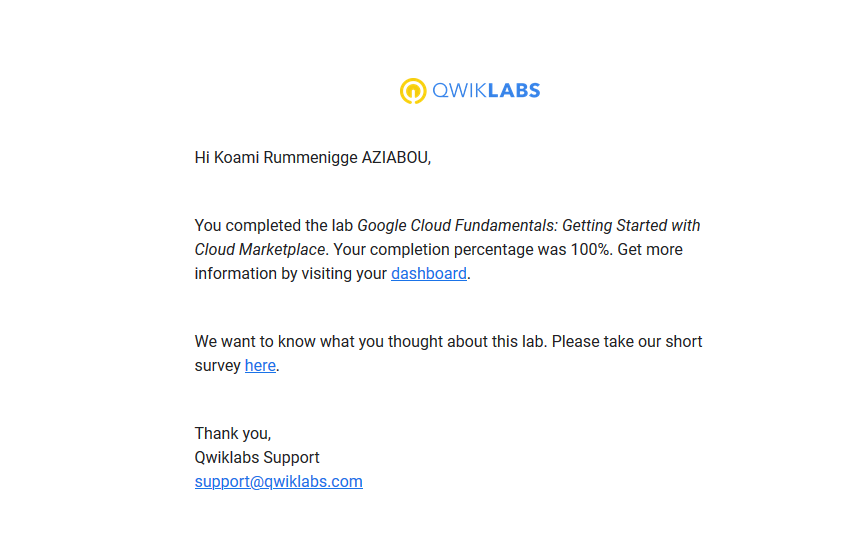 QWIKLABS
Hi Koami Rummenigge AZIABOU,
You completed the lab Google Cloud Fundamentals: Getting Started with
Cloud Marketplace. Your completion percentage was 100%. Get more
information by visiting your dashboard.
We want to know what you thought about this lab. Please take our short
survey here.
Thank you,
Qwiklabs Support
support@qwiklabs.com